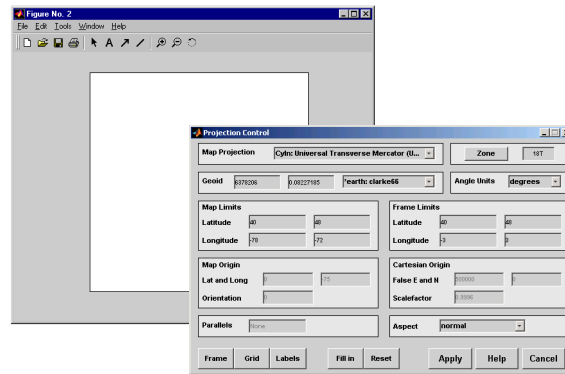 Figure No. 2
File Edit Tools Window Help
Projection Control
Map Projection Cyln: Universal Transverse Mercator (U... Zone 18T
Geoid 6378206 0.08227185 *earth: clarke66 Angle Units degrees
Map Limits
Latitude 40 48
Longitude -78 -72
Frame Limits
Latitude 40 48
Longitude -3 3
Map Origin
Lat and Long 0 -75
Orientation 0
Cartesian Origin
False E and N 500000 0
Scalefactor 0.9996
Parallels None
Aspect normal
Frame Grid Labels Fill in Reset Apply Help Cancel